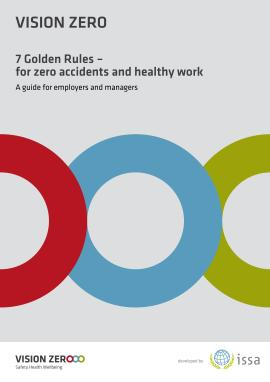 VISION ZERO
7 Golden Rules –
for zero accidents and healthy work
A guide for employers and managers
VISION ZERO
Safety.Health.Wellbeing.
developed by
issa